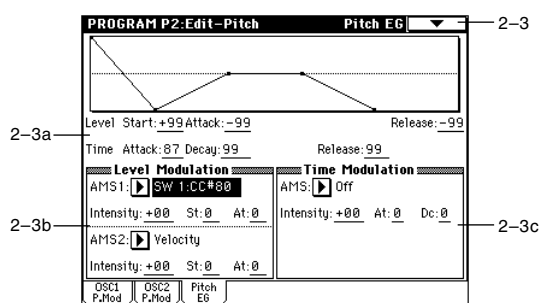 PROGRAM P2:Edit-Pitch Pitch EG
2-3
Level Start:+99 Attack:-99 Release:-99
2-3a
Time Attack:87 Decay:99 Release:99
Level Modulation Time Modulation
AMS1: SW 1:CC#80 AMS: Off
Intensity:+00 St:0 At:0 Intensity:+00 At:0 Dc:0
2-3b 2-3c
AMS2: Velocity
Intensity:+00 St:0 At:0
OSC1 P.Mod OSC2 P.Mod Pitch EG